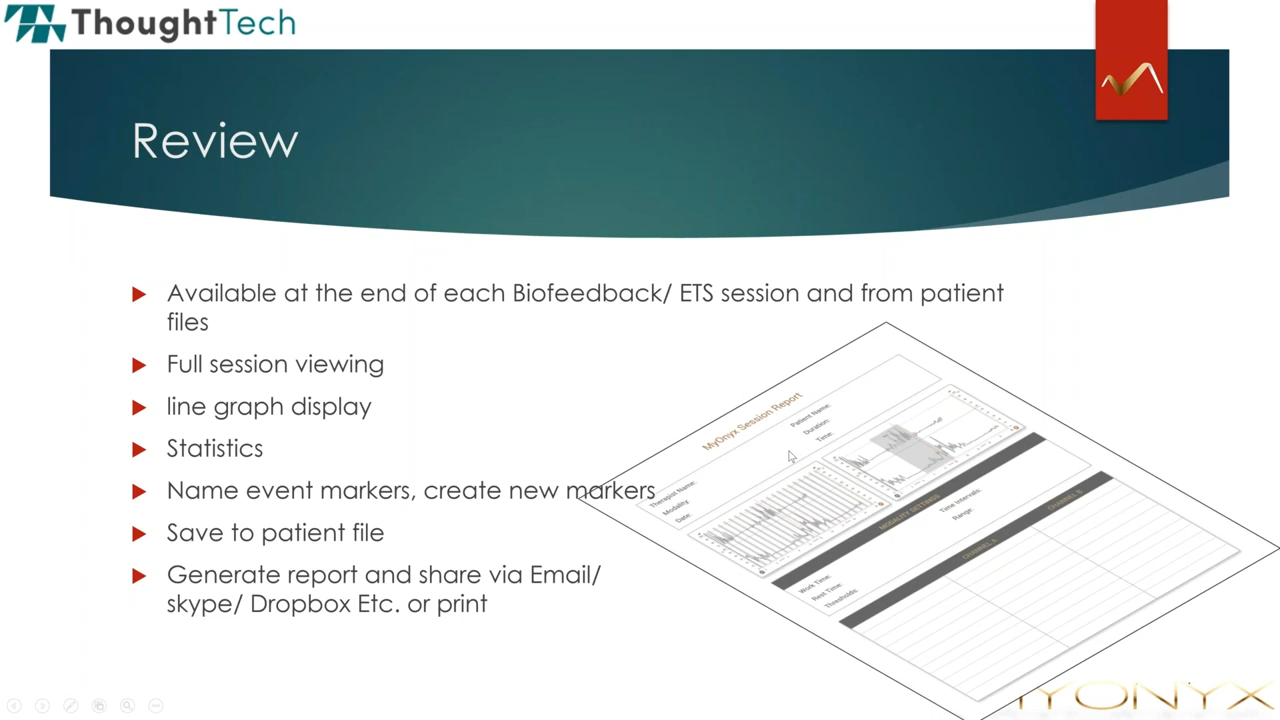 ThoughtTech
Review
Available at the end of each Biofeedback/ ETS session and from patient
files
Full session viewing
line graph display
Statistics
Name event markers, create new markers
Save to patient file
Generate report and share via Email/
skype/ Dropbox Etc. or print
MyOnyx Session Report
Patient Name:
Duration:
Time:
Therapist Name:
Modality:
Date:
MODALITY SETTINGS
Time Intervals:
Range:
Work Time:
Rest Time:
Thresholds:
CHANNEL A
CHANNEL B
YONYX